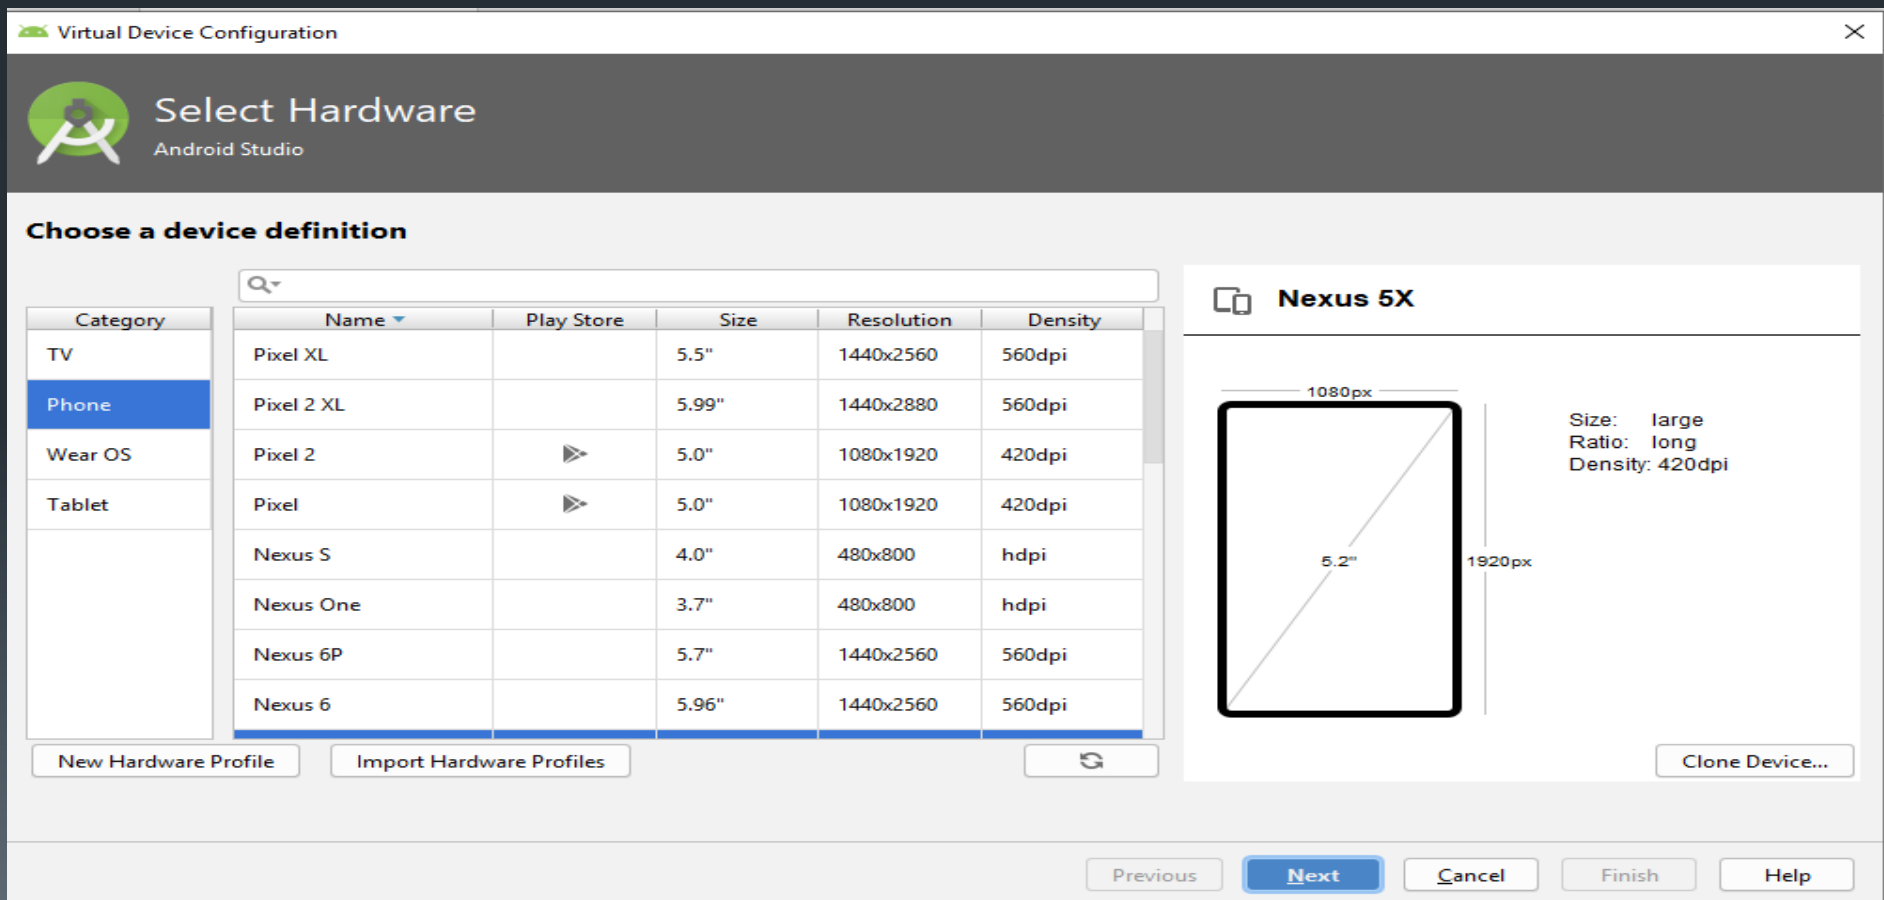 Virtual Device Configuration
Select Hardware
Android Studio
Choose a device definition
Category
TV
Phone
Wear OS
Tablet
Name Play Store Size Resolution Density
Pixel XL 5.5" 1440x2560 560dpi
Pixel 2 XL 5.99" 1440x2880 560dpi
Pixel 2 5.0" 1080x1920 420dpi
Pixel 5.0" 1080x1920 420dpi
Nexus S 4.0" 480x800 hdpi
Nexus One 3.7" 480x800 hdpi
Nexus 6P 5.7" 1440x2560 560dpi
Nexus 6 5.96" 1440x2560 560dpi
New Hardware Profile Import Hardware Profiles
Nexus 5X
1080px
Size: large
Ratio: long
Density: 420dpi
5.2" 1920px
Clone Device...
Previous Next Cancel Finish Help